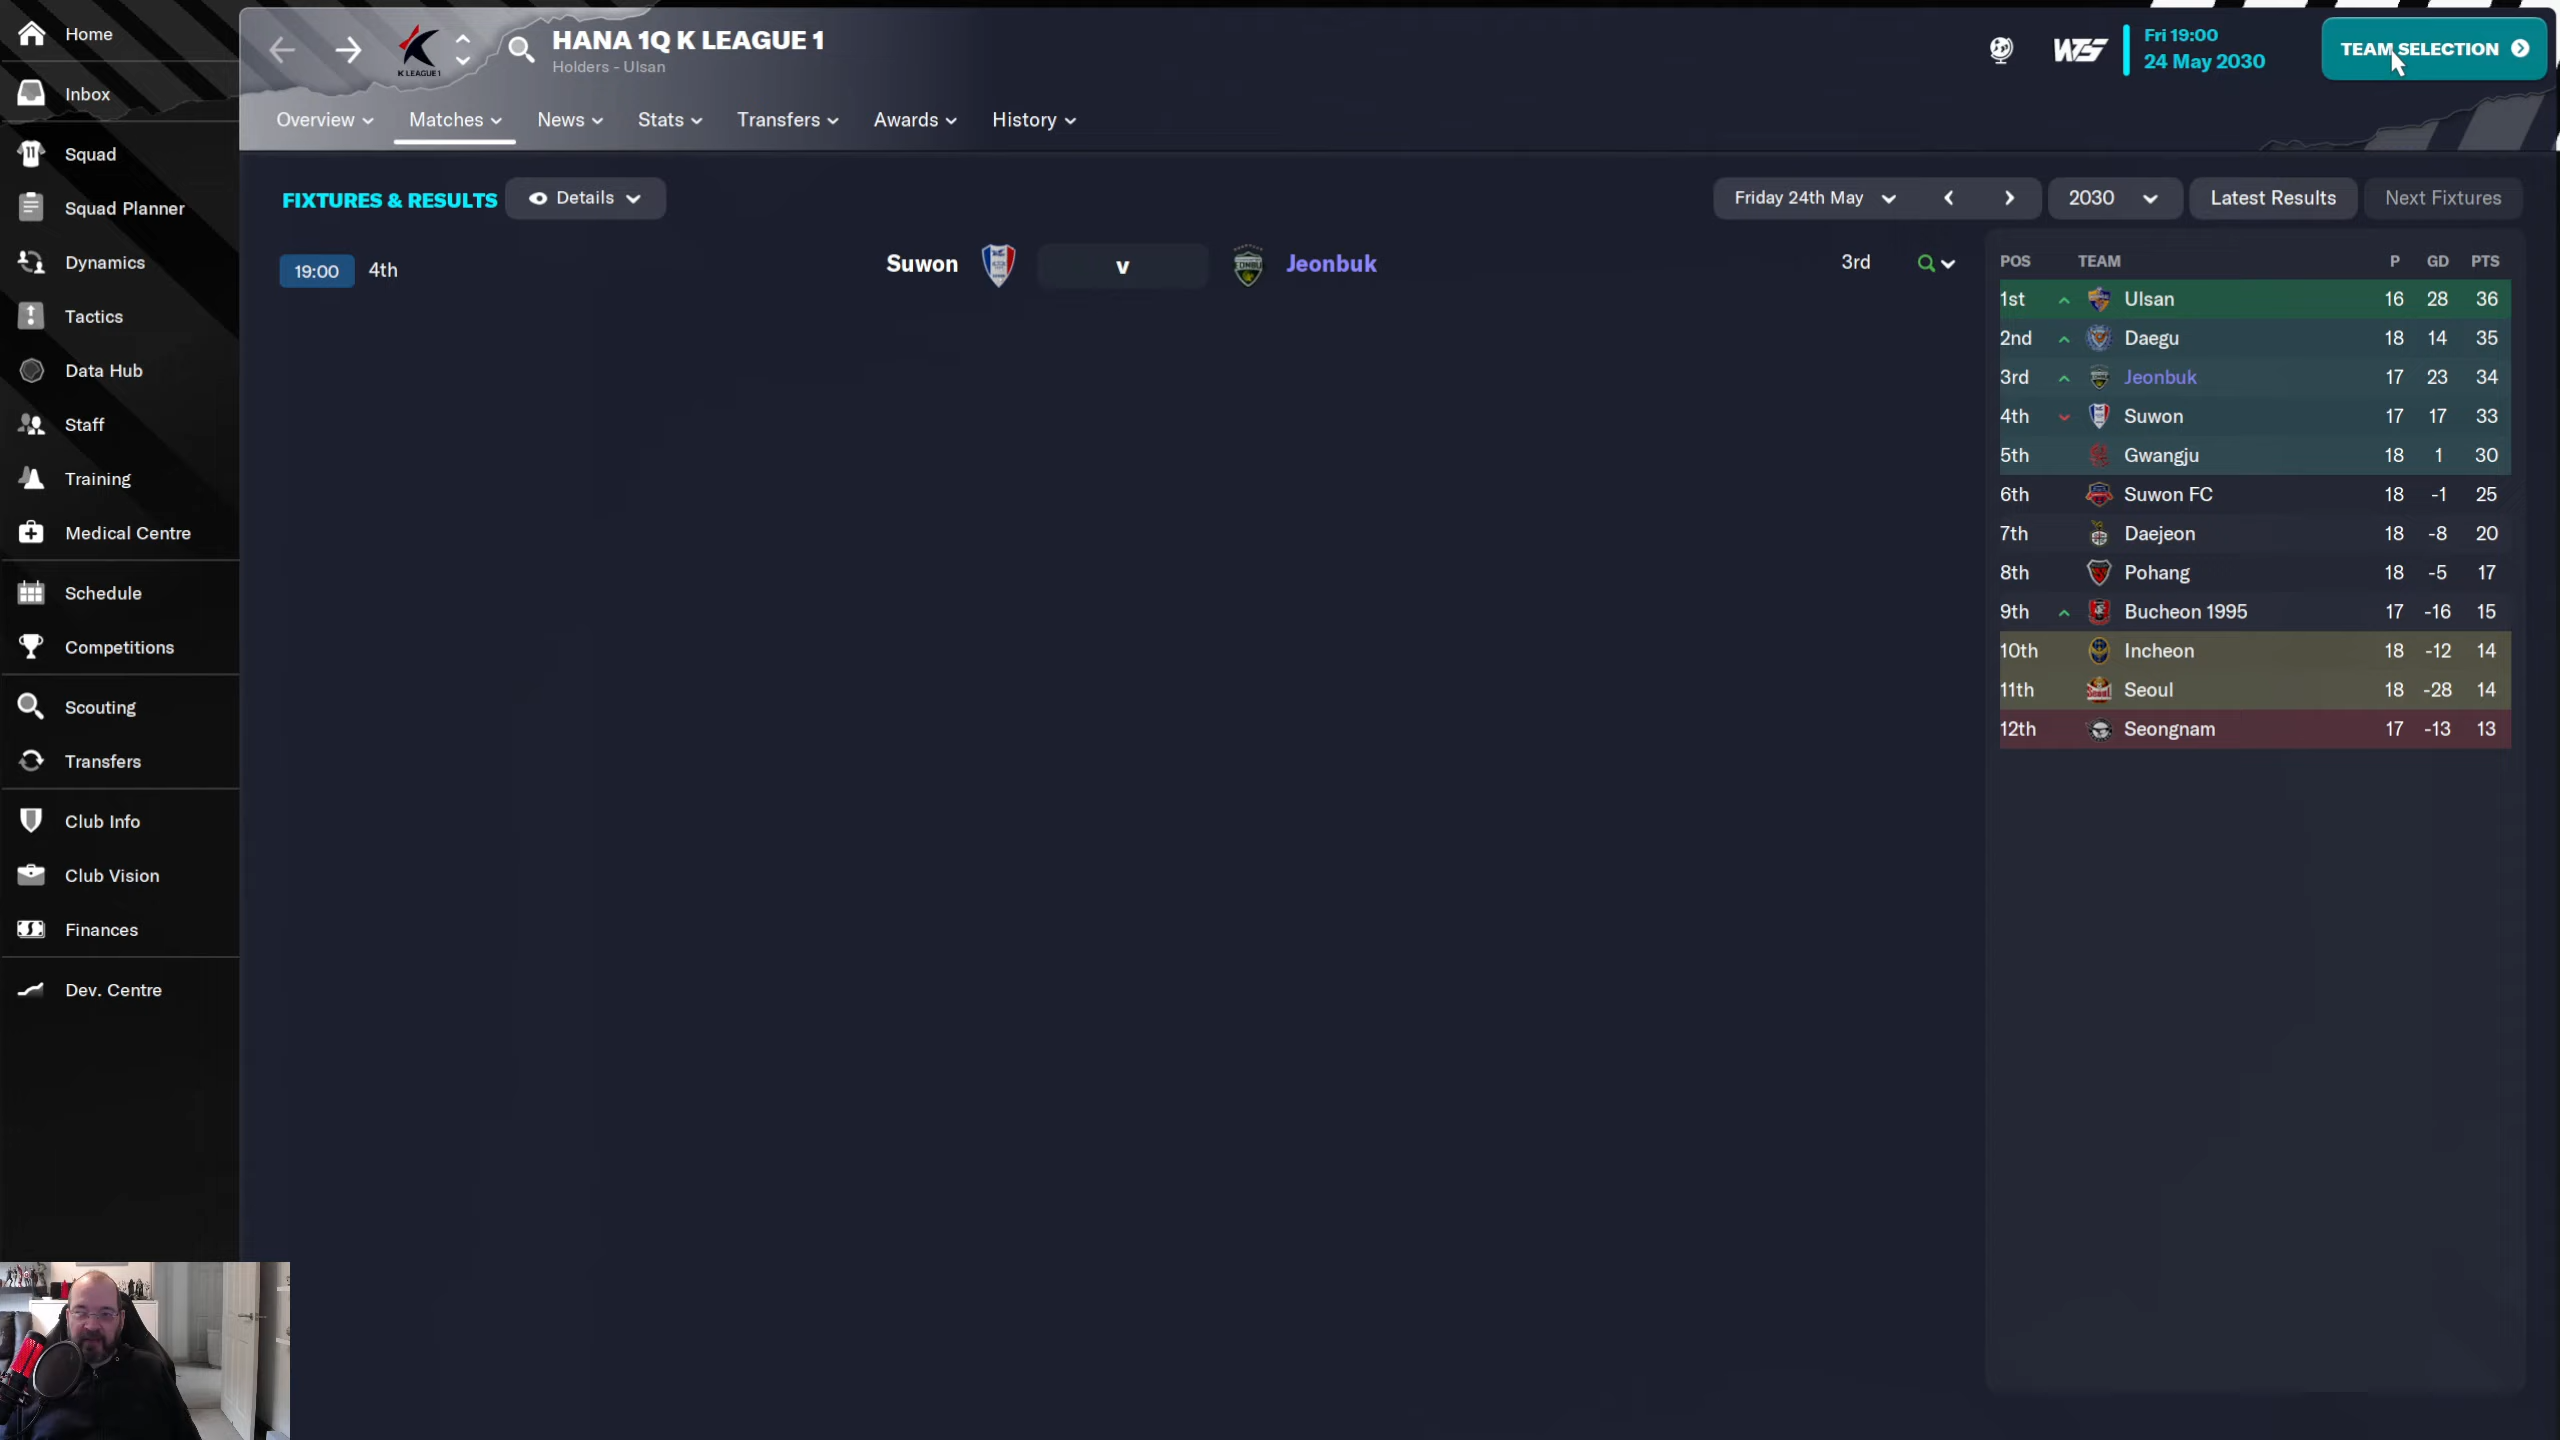 Home
Inbox
Squad
Squad Planner
Dynamics
Tactics
Data Hub
Staff
Training
Medical Centre
Schedule
Competitions
Scouting
Transfers
Club Info
Club Vision
Finances
Dev. Centre
K LEAGUE 1
HANA 1Q K LEAGUE 1
Holders - Ulsan
Fri 19:00
24 May 2030
TEAM SELECTION
Overview Matches News Stats Transfers Awards History
FIXTURES & RESULTS Details Friday 24th May 2030 Latest Results Next Fixtures
19:00 4th Suwon v Jeonbuk 3rd
POS TEAM P GD PTS
1st Ulsan 16 28 36
2nd Daegu 18 14 35
3rd Jeonbuk 17 23 34
4th Suwon 17 17 33
5th Gwangju 18 1 30
6th Suwon FC 18 -1 25
7th Daejeon 18 -8 20
8th Pohang 18 -5 17
9th Bucheon 1995 17 -16 15
10th Incheon 18 -12 14
11th Seoul 18 -28 14
12th Seongnam 17 -13 13